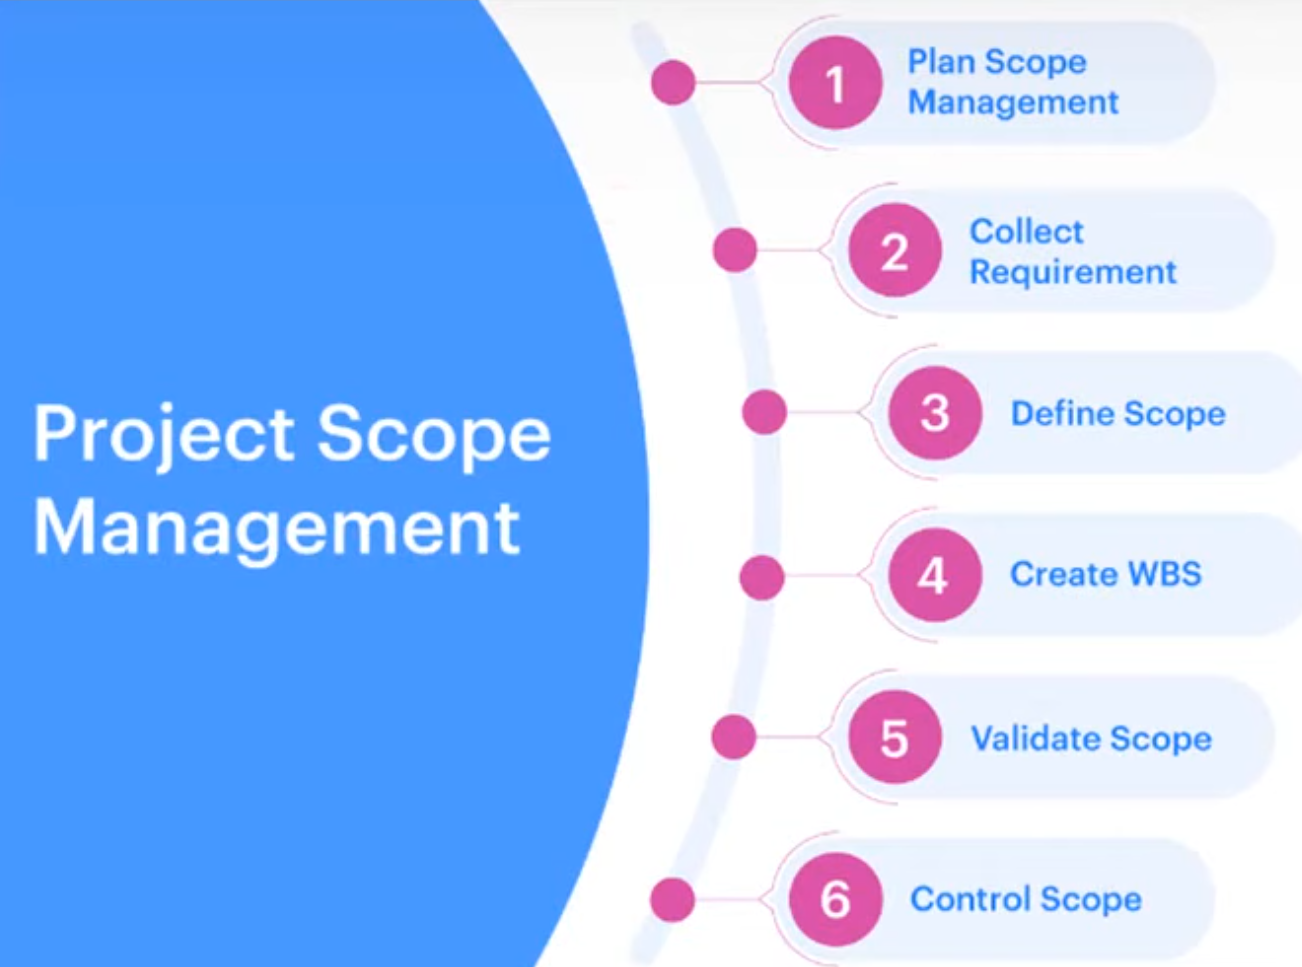 Project Scope
Management
1
Plan Scope
Management
2
Collect
Requirement
3
Define Scope
4
Create WBS
5
Validate Scope
6
Control Scope